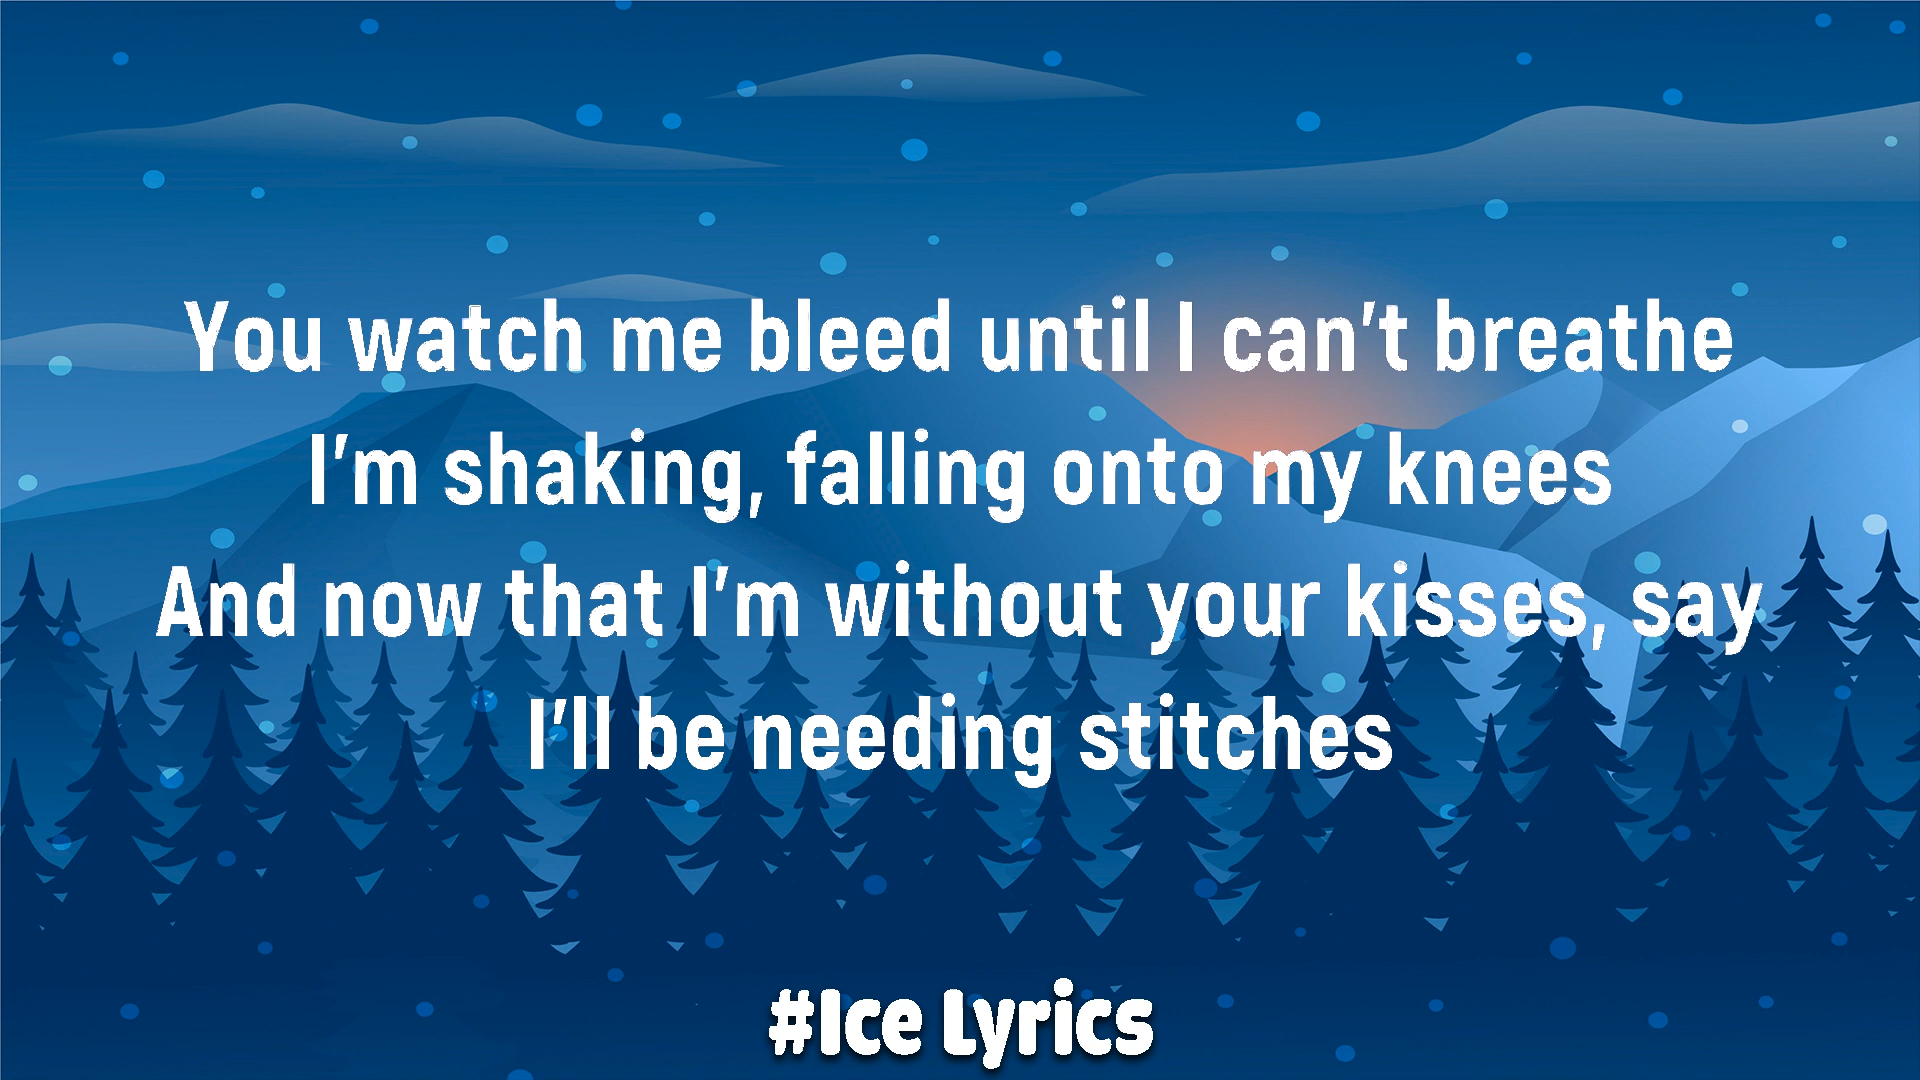 You watch me bleed until I can't breathe
I'm shaking, falling onto my knees
And now that I'm without your kisses, say
I'll be needing stitches
#Ice Lyrics